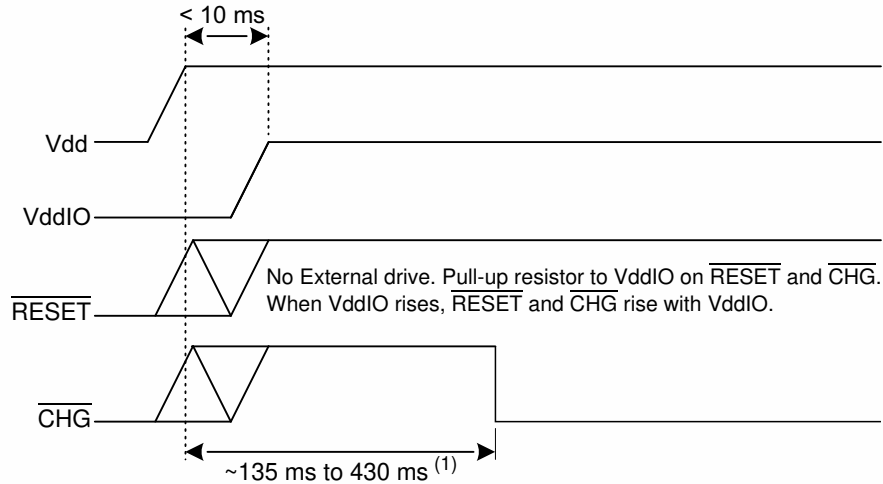 < 10 ms
Vdd
VddIO
RESET
No External drive. Pull-up resistor to VddIO on RESET and CHG.
When VddIO rises, RESET and CHG rise with VddIO.
CHG
~135 ms to 430 ms (1)